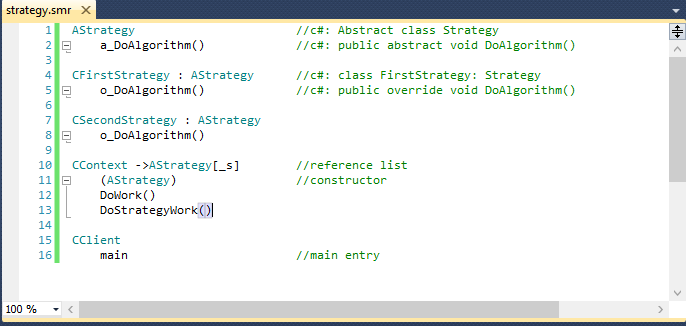 strategy.smr
1 AStrategy //c#: Abstract class Strategy
2 a_DoAlgorithm() //c#: public abstract void DoAlgorithm()
3
4 CFirstStrategy : AStrategy //c#: class FirstStrategy: Strategy
5 o_DoAlgorithm() //c#: public override void DoAlgorithm()
6
7 CSecondStrategy : AStrategy
8 o_DoAlgorithm()
9
10 CContext ->AStrategy[_s] //reference list
11 (AStrategy) //constructor
12 DoWork()
13 DoStrategyWork()
14
15 CClient
16 main //main entry
100 %